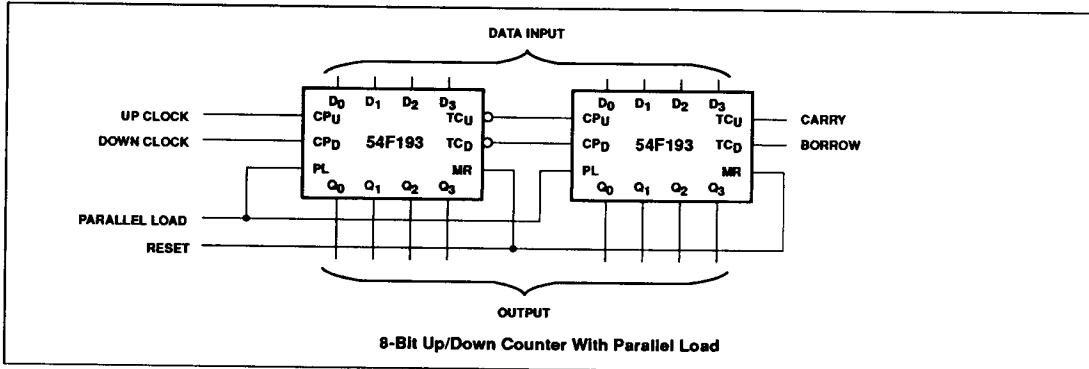 DATA INPUT
D0 D1 D2 D3
D0 D1 D2 D3
UP CLOCK CPU TCU CPU TCU CARRY
DOWN CLOCK CPD 54F193 TCD CPD 54F193 TCD BORROW
PL MR PL MR
Q0 Q1 Q2 Q3 Q0 Q1 Q2 Q3
PARALLEL LOAD
RESET
OUTPUT
8-Bit Up/Down Counter With Parallel Load